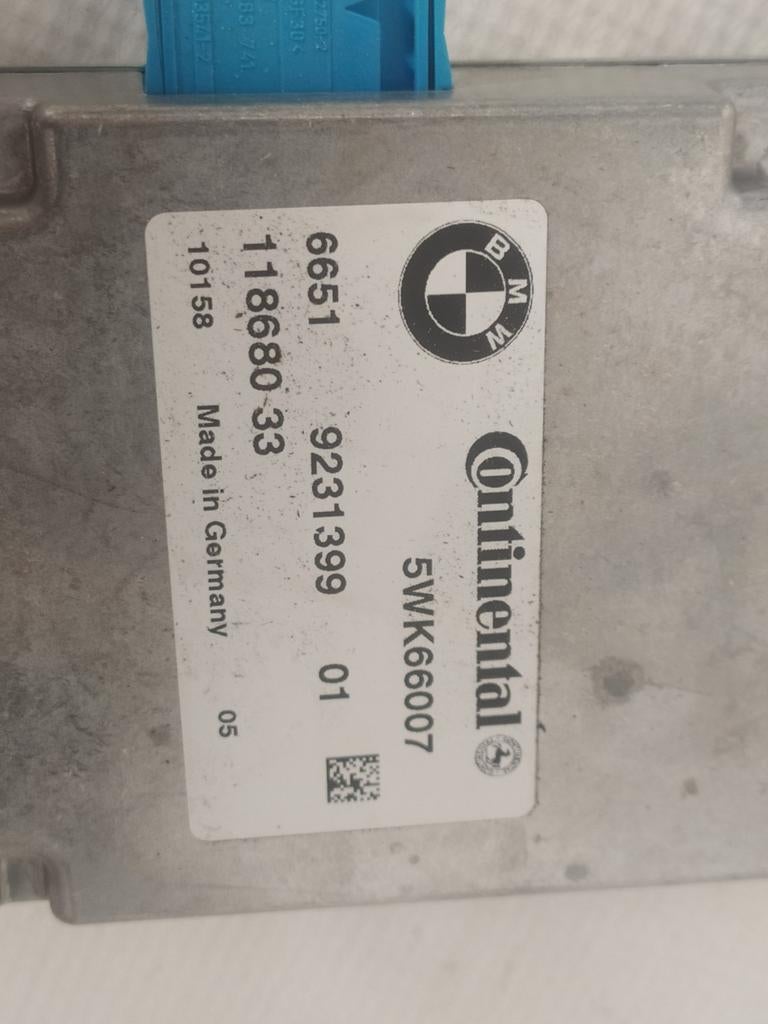 BMW
Continental
5WK66007
6651 9231399 01
118680 33
10158 Made in Germany 05